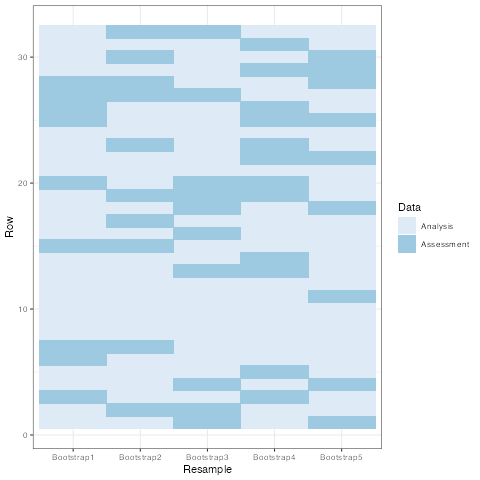 30
20
10
0
Row
Bootstrap1 Bootstrap2 Bootstrap3 Bootstrap4 Bootstrap5
Resample
Data
Analysis
Assessment